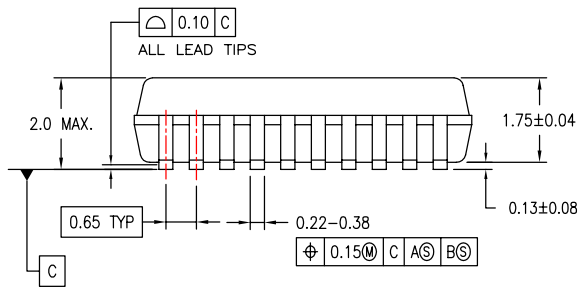 ⌓ 0.10 C
ALL LEAD TIPS
2.0 MAX.
1.75±0.04
0.13±0.08
0.65 TYP
0.22-0.38
⌖ 0.15Ⓜ C AⓈ BⓈ
C